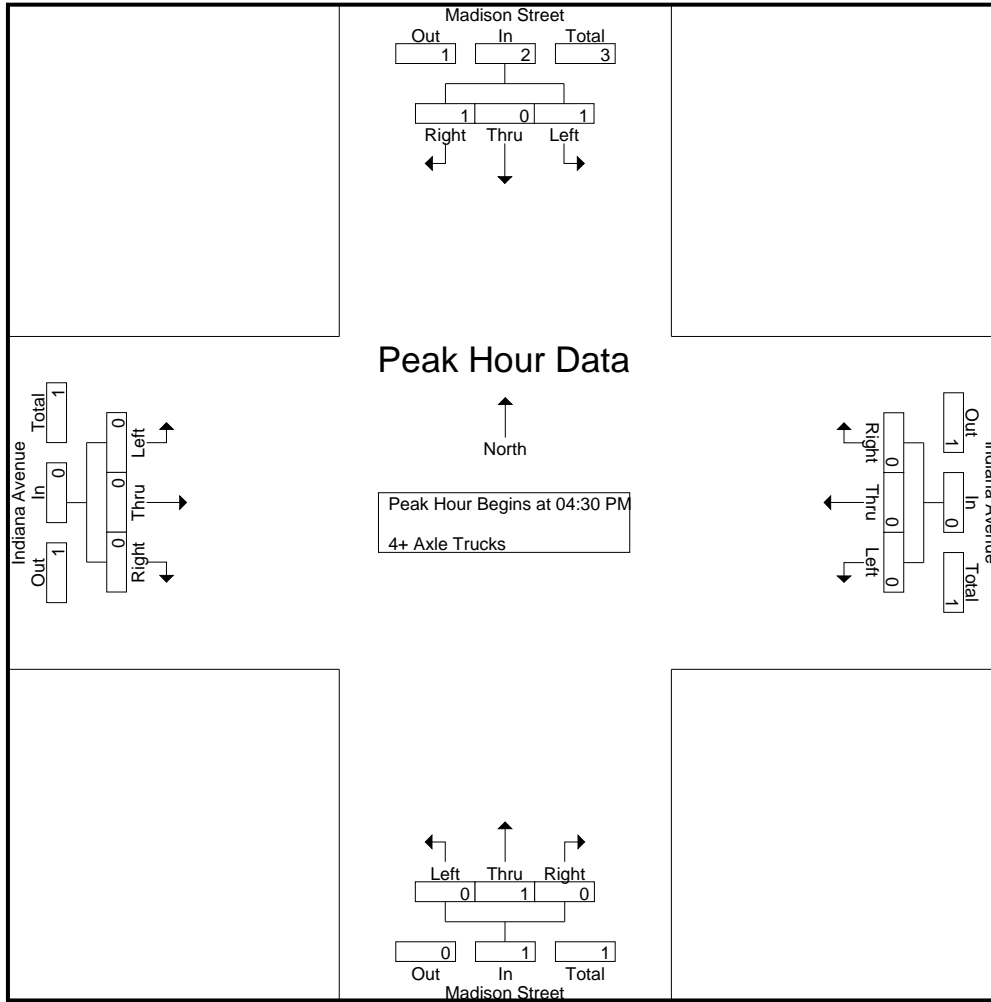 Madison Street
Out In Total
1 2 3
1 0 1
Right Thru Left
Peak Hour Data
North
Peak Hour Begins at 04:30 PM
4+ Axle Trucks
Indiana Avenue
Total In Out
1 0 1
0 0 0
Left Thru Right
Right Thru Left
0 0 0
Out In Total
1 0 1
Indiana Avenue
Left Thru Right
0 1 0
0 1 1
Out In Total
Madison Street